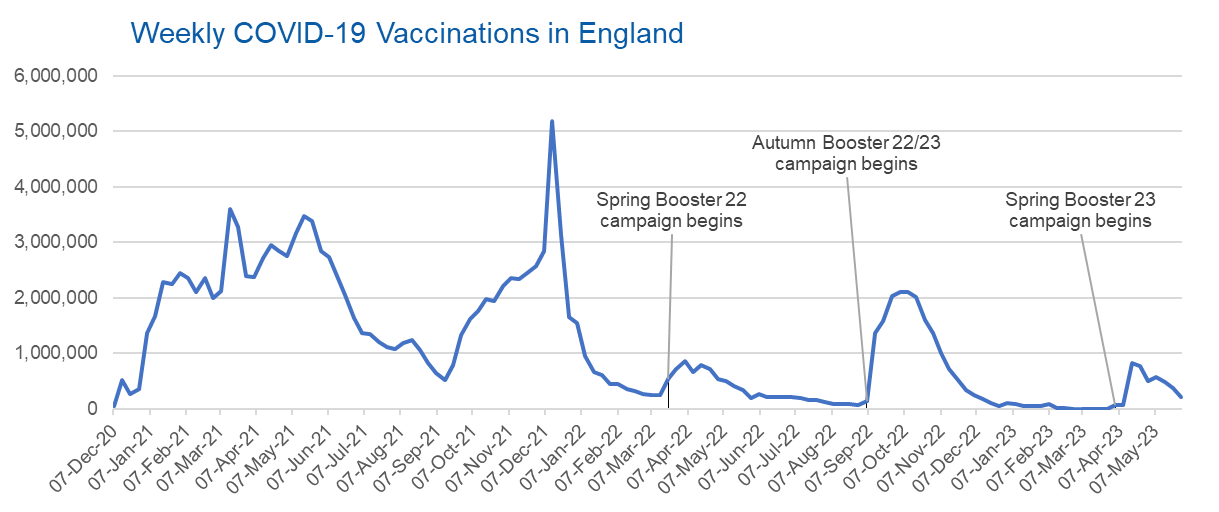 Weekly COVID-19 Vaccinations in England
6,000,000
5,000,000
4,000,000
3,000,000
2,000,000
1,000,000
0
Autumn Booster 22/23
campaign begins
Spring Booster 22
campaign begins
Spring Booster 23
campaign begins
07-Dec-20
07-Jan-21
07-Feb-21
07-Mar-21
07-Apr-21
07-May-21
07-Jun-21
07-Jul-21
07-Aug-21
07-Sep-21
07-Oct-21
07-Nov-21
07-Dec-21
07-Jan-22
07-Feb-22
07-Mar-22
07-Apr-22
07-May-22
07-Jun-22
07-Jul-22
07-Aug-22
07-Sep-22
07-Oct-22
07-Nov-22
07-Dec-22
07-Jan-23
07-Feb-23
07-Mar-23
07-Apr-23
07-May-23